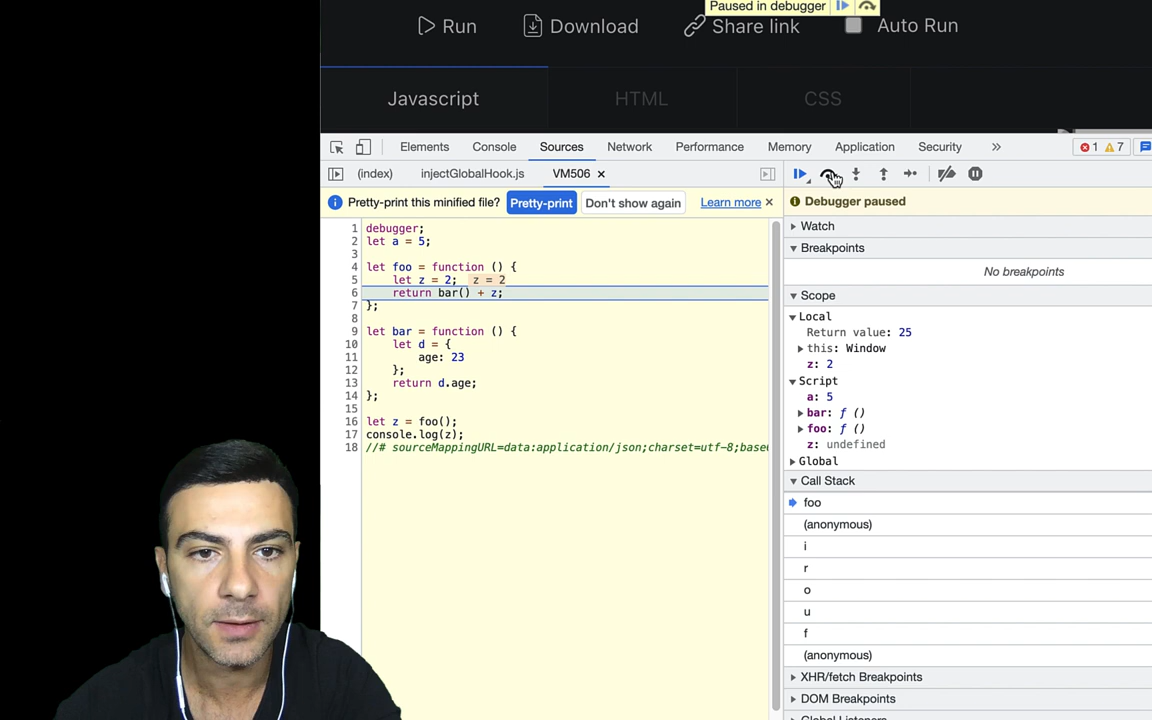 Paused in debugger
Run
Download
Share link
Auto Run
Javascript
HTML
CSS
Elements
Console
Sources
Network
Performance
Memory
Application
Security
»
1
7
(index)
injectGlobalHook.js
VM506 ×
Pretty-print this minified file?
Pretty-print
Don't show again
Learn more ×
1 debugger;
2 let a = 5;
3
4 let foo = function () {
5 let z = 2; z = 2
6 return bar() + z;
7 };
8
9 let bar = function () {
10 let d = {
11 age: 23
12 };
13 return d.age;
14 };
15
16 let z = foo();
17 console.log(z);
18 //# sourceMappingURL=data:application/json;charset=utf-8;base
Debugger paused
Watch
Breakpoints
No breakpoints
Scope
Local
Return value: 25
this: Window
z: 2
Script
a: 5
bar: ƒ ()
foo: ƒ ()
z: undefined
Global
Call Stack
foo
(anonymous)
i
r
o
u
f
(anonymous)
XHR/fetch Breakpoints
DOM Breakpoints
Global Listeners